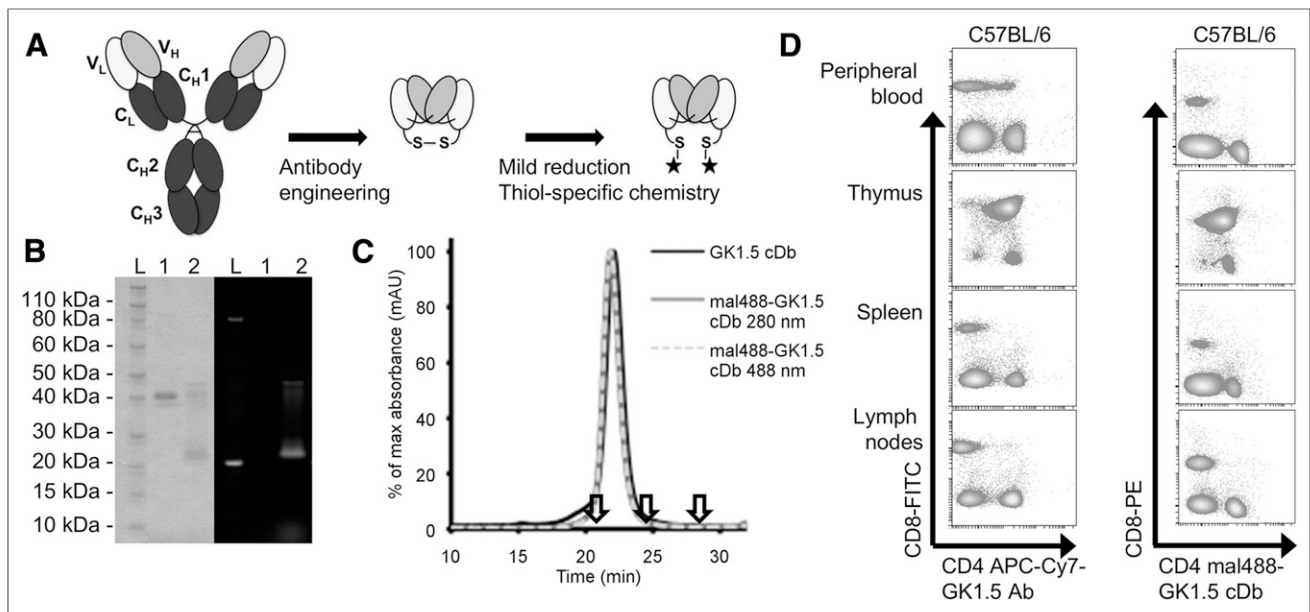 A
V_L
V_H
C_H1
C_L
C_H2
C_H3
Antibody
engineering
S–S
Mild reduction
Thiol-specific chemistry
S S
B
L 1 2 L 1 2
110 kDa -
80 kDa -
60 kDa -
50 kDa -
40 kDa -
30 kDa -
20 kDa -
15 kDa -
10 kDa -
C
% of max absorbance (mAU)
100
80
60
40
20
0
10 15 20 25 30
Time (min)
GK1.5 cDb
mal488-GK1.5
cDb 280 nm
mal488-GK1.5
cDb 488 nm
D
C57BL/6
C57BL/6
Peripheral
blood
Thymus
Spleen
Lymph
nodes
CD8-FITC
CD4 APC-Cy7-
GK1.5 Ab
CD8-PE
CD4 mal488-
GK1.5 cDb